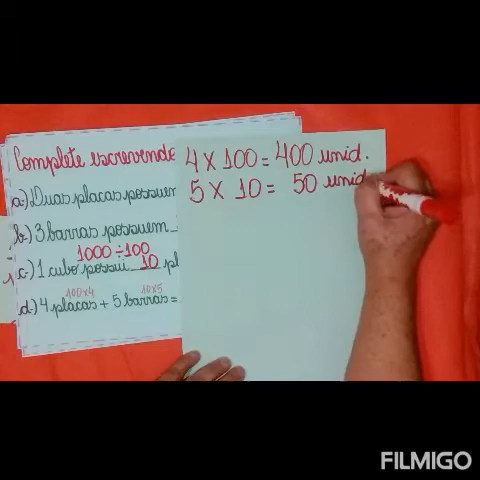 Complete escrevendo
a-) Duas placas possuem
b-) 3 barras possuem
1000 ÷ 100
c-) 1 cubo possui 10 pl
100x4 10x5
d-) 4 placas + 5 barras =
4 X 100 = 400 unid.
5 X 10 = 50 unid
FILMIGO